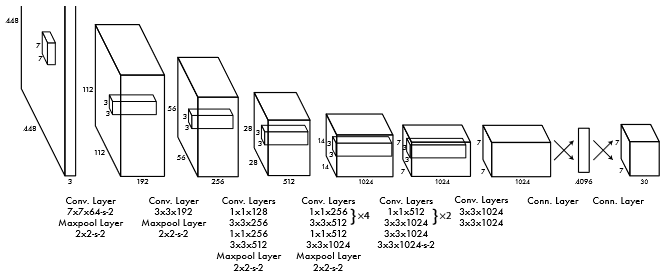 448
448
7
7
3
112
112
3
3
192
56
56
3
3
256
28
28
3
3
512
14
14
3
3
1024
7
7
3
3
1024
7
7
1024
4096
7
7
30
Conv. Layer
7x7x64-s-2
Maxpool Layer
2x2-s-2
Conv. Layer
3x3x192
Maxpool Layer
2x2-s-2
Conv. Layers
1x1x128
3x3x256
1x1x256
3x3x512
Maxpool Layer
2x2-s-2
Conv. Layers
1x1x256
3x3x512
}×4
1x1x512
3x3x1024
Maxpool Layer
2x2-s-2
Conv. Layers
1x1x512
3x3x1024
}×2
3x3x1024
3x3x1024-s-2
Conv. Layers
3x3x1024
3x3x1024
Conn. Layer
Conn. Layer